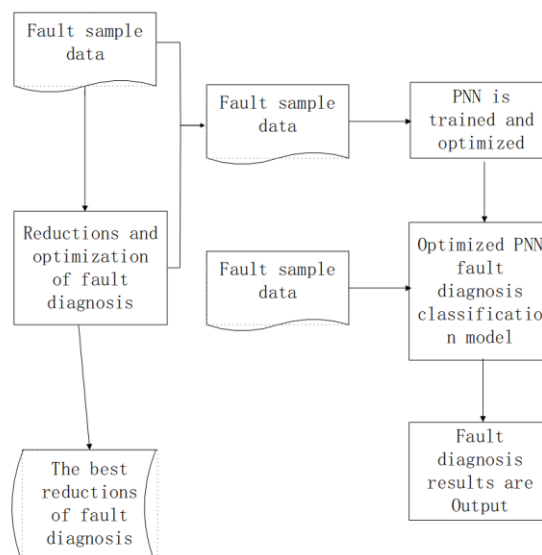 Fault sample
data
Fault sample
data
PNN is
trained and
optimized
Reductions and
optimization
of fault
diagnosis
Fault sample
data
Optimized PNN
fault
diagnosis
classificatio
n model
The best
reductions
of fault
diagnosis
Fault
diagnosis
results are
Output